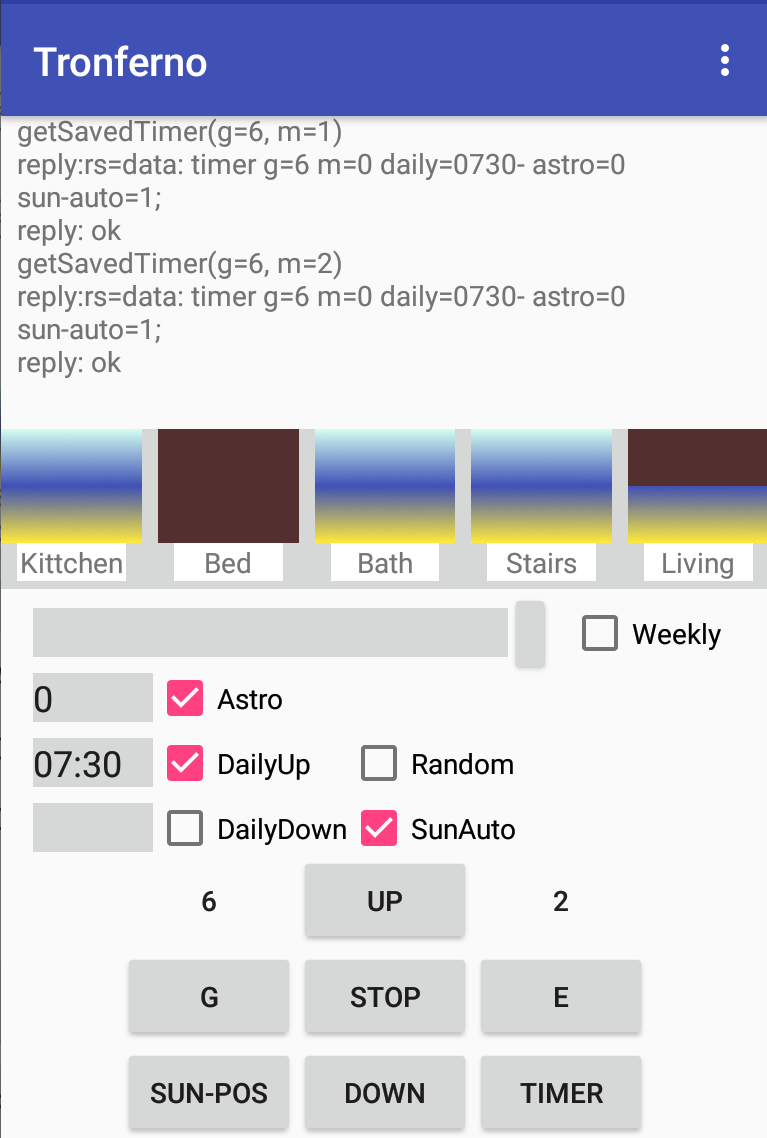 Tronferno
getSavedTimer(g=6, m=1)
reply:rs=data: timer g=6 m=0 daily=0730- astro=0
sun-auto=1;
reply: ok
getSavedTimer(g=6, m=2)
reply:rs=data: timer g=6 m=0 daily=0730- astro=0
sun-auto=1;
reply: ok
Kittchen Bed Bath Stairs Living
Weekly
0 Astro
07:30 DailyUp Random
DailyDown SunAuto
6 UP 2
G STOP E
SUN-POS DOWN TIMER